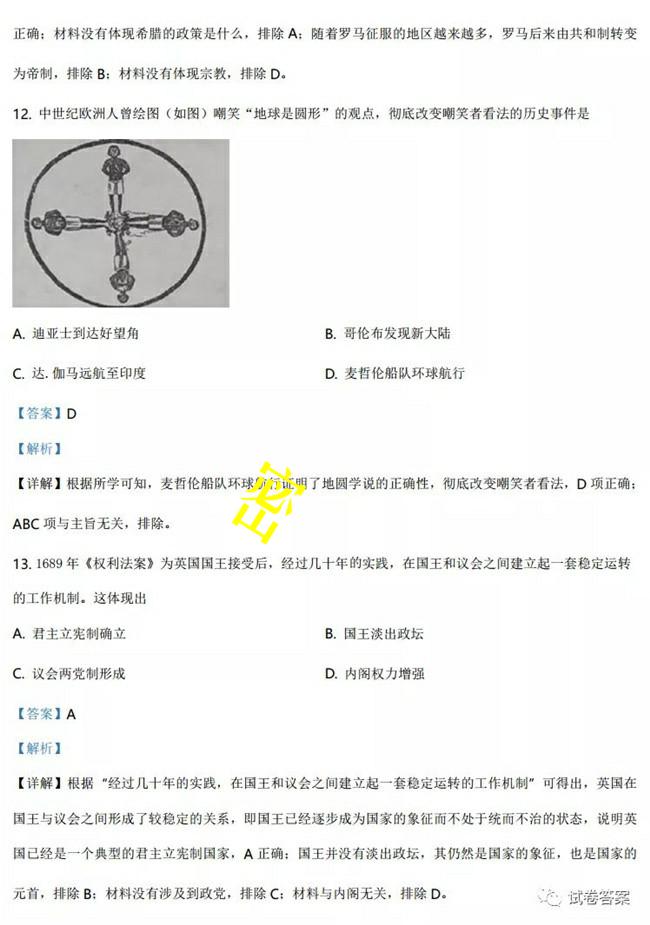 正确；材料没有体现希腊的政策是什么，排除 A；随着罗马征服的地区越来越多，罗马后来由共和制转变
为帝制，排除 B；材料没有体现宗教，排除 D。
12. 中世纪欧洲人曾绘图（如图）嘲笑“地球是圆形”的观点，彻底改变嘲笑者看法的历史事件是
A. 迪亚士到达好望角 B. 哥伦布发现新大陆
C. 达. 伽马远航至印度 D. 麦哲伦船队环球航行
【答案】D
【解析】
【详解】根据所学可知，麦哲伦船队环球航行证明了地圆学说的正确性，彻底改变嘲笑者看法，D 项正确；
ABC 项与主旨无关，排除。
密
13. 1689 年《权利法案》为英国国王接受后，经过几十年的实践，在国王和议会之间建立起一套稳定运转
的工作机制。这体现出
A. 君主立宪制确立 B. 国王淡出政坛
C. 议会两党制形成 D. 内阁权力增强
【答案】A
【解析】
【详解】根据“经过几十年的实践，在国王和议会之间建立起一套稳定运转的工作机制”可得出，英国在
国王与议会之间形成了较稳定的关系，即国王已经逐步成为国家的象征而不处于统而不治的状态，说明英
国已经是一个典型的君主立宪制国家，A 正确；国王并没有淡出政坛，其仍然是国家的象征，也是国家的
元首，排除 B；材料没有涉及到政党，排除 C；材料与内阁无关，排除 D。
试卷答案